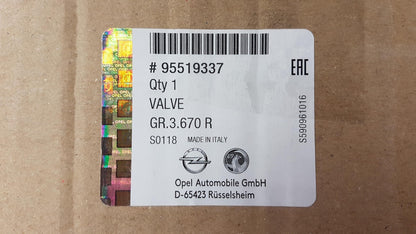 # 95519337
Qty 1
VALVE
GR.3.670 R
S0118 MADE IN ITALY
Opel Automobile GmbH
D-65423 Rüsselsheim
EAC
S590961016